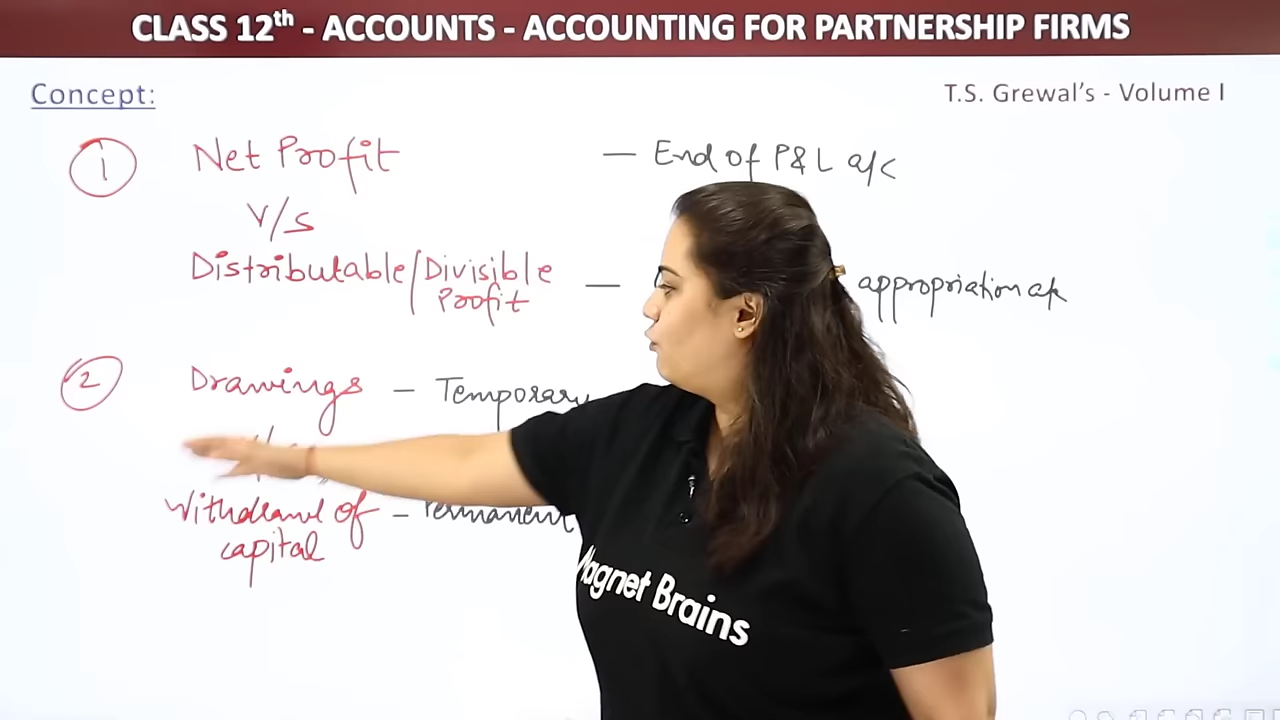 CLASS 12th - ACCOUNTS - ACCOUNTING FOR PARTNERSHIP FIRMS
Concept:
T.S. Grewal's - Volume I
1 Net Profit — End of P&L a/c
V/S
Distributable/Divisible Profit — appropriation a/c
2 Drawings – Temporary
Withdrawl of capital – Permanent
Magnet Brains